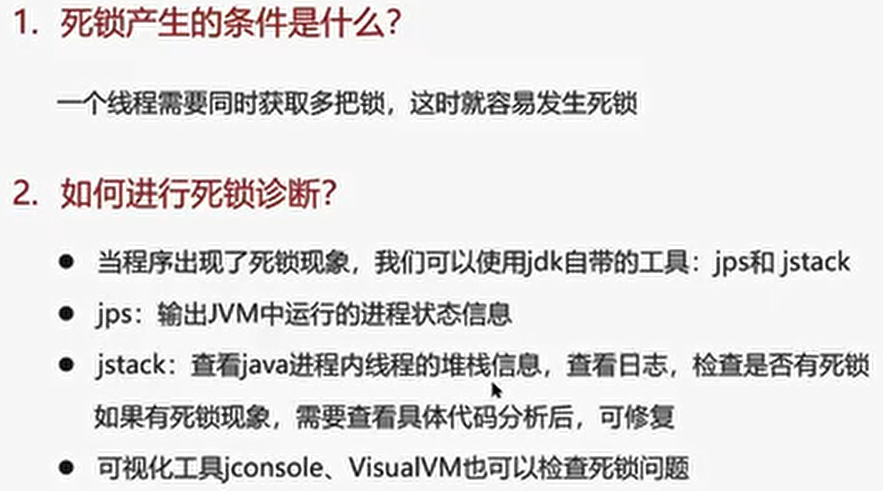 1. 死锁产生的条件是什么？
一个线程需要同时获取多把锁，这时就容易发生死锁
2. 如何进行死锁诊断？
● 当程序出现了死锁现象，我们可以使用jdk自带的工具：jps和 jstack
● jps：输出JVM中运行的进程状态信息
● jstack：查看java进程内线程的堆栈信息，查看日志，检查是否有死锁
如果有死锁现象，需要查看具体代码分析后，可修复
● 可视化工具jconsole、VisualVM也可以检查死锁问题